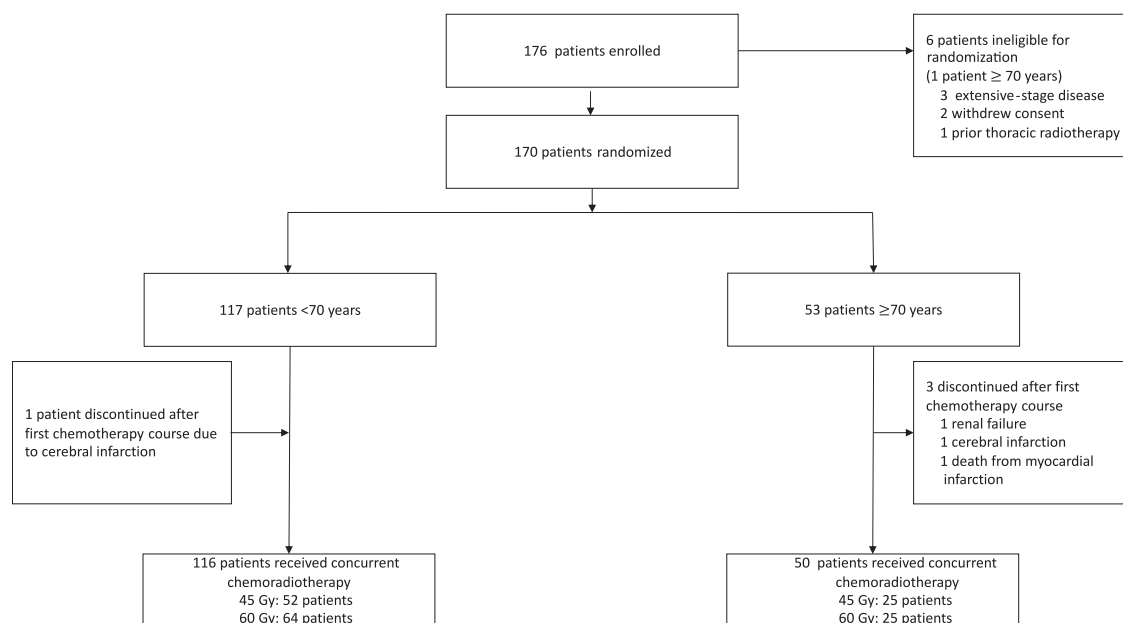 176 patients enrolled
6 patients ineligible for
randomization
(1 patient ≥ 70 years)
3 extensive-stage disease
2 withdrew consent
1 prior thoracic radiotherapy
170 patients randomized
117 patients <70 years
53 patients ≥70 years
1 patient discontinued after
first chemotherapy course due
to cerebral infarction
3 discontinued after first
chemotherapy course
1 renal failure
1 cerebral infarction
1 death from myocardial
infarction
116 patients received concurrent
chemoradiotherapy
45 Gy: 52 patients
60 Gy: 64 patients
50 patients received concurrent
chemoradiotherapy
45 Gy: 25 patients
60 Gy: 25 patients